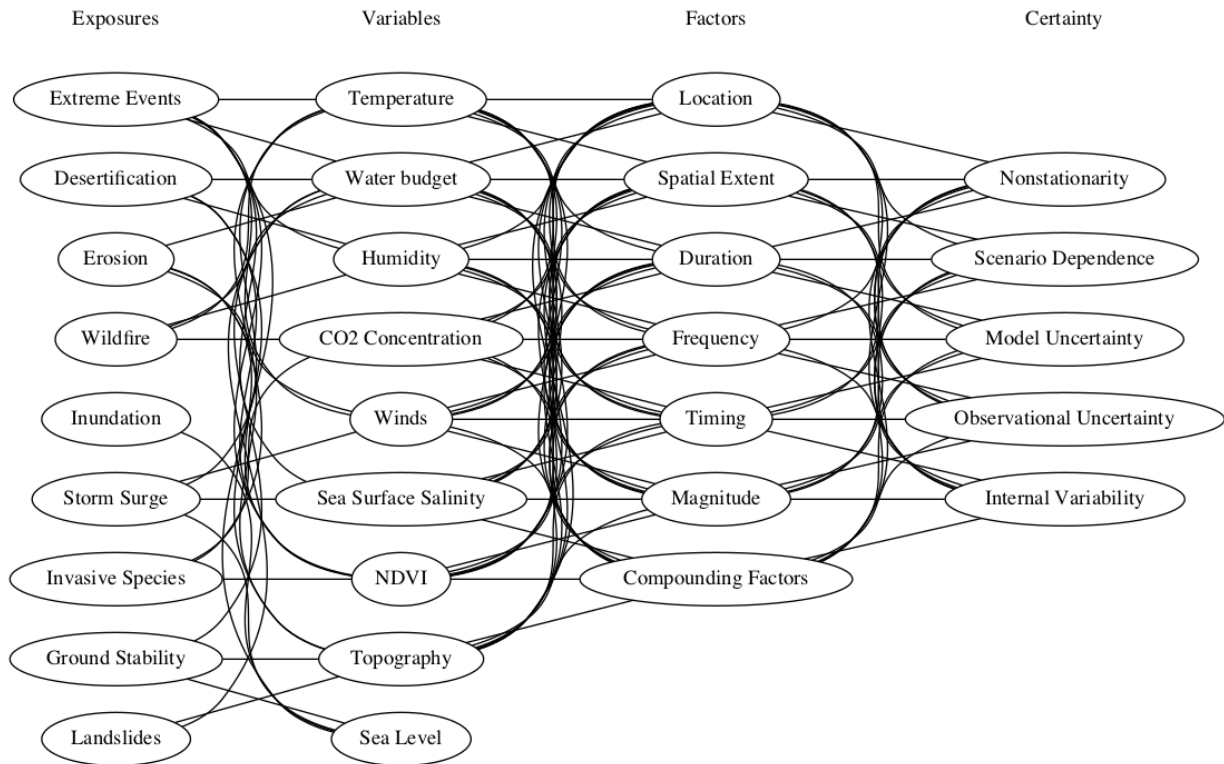 Exposures Variables Factors Certainty
Extreme Events Temperature Location
Desertification Water budget Spatial Extent Nonstationarity
Erosion Humidity Duration Scenario Dependence
Wildfire CO2 Concentration Frequency Model Uncertainty
Inundation Winds Timing Observational Uncertainty
Storm Surge Sea Surface Salinity Magnitude Internal Variability
Invasive Species NDVI Compounding Factors
Ground Stability Topography
Landslides Sea Level